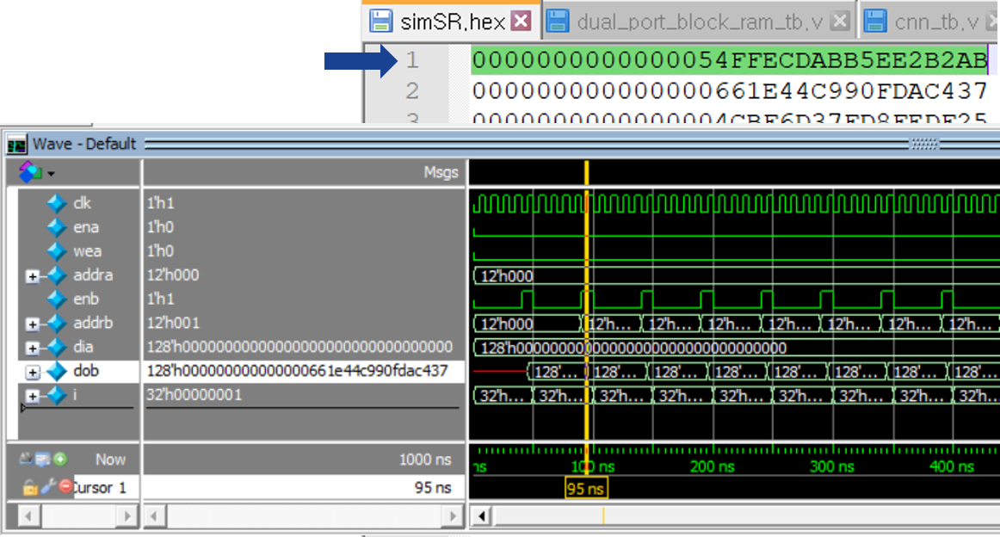 simSR.hex dual_port_block_ram_tb.v cnn_tb.v
1 0000000000000054FFECDABB5EE2B2AB
2 000000000000000661E44C990FDAC437
3
Wave - Default
Msgs
clk 1'h1
ena 1'h0
wea 1'h0
addra 12'h000 12'h000
enb 1'h1
addrb 12'h001 12'h000 12'h... 12'h... 12'h... 12'h... 12'h... 12'h... 12'h...
dia 128'h00000000000000000000000000000000 128'h00000000000000000000000000000000
dob 128'h000000000000000661e44c990fdac437 128'... 128'... 128'... 128'... 128'... 128'... 128'... 128'...
i 32'h00000001 32'h... 32'h... 32'h... 32'h... 32'h... 32'h... 32'h... 32'h... 32'h...
Now 1000 ns ns 100 ns 200 ns 300 ns 400 ns
Cursor 1 95 ns 95 ns